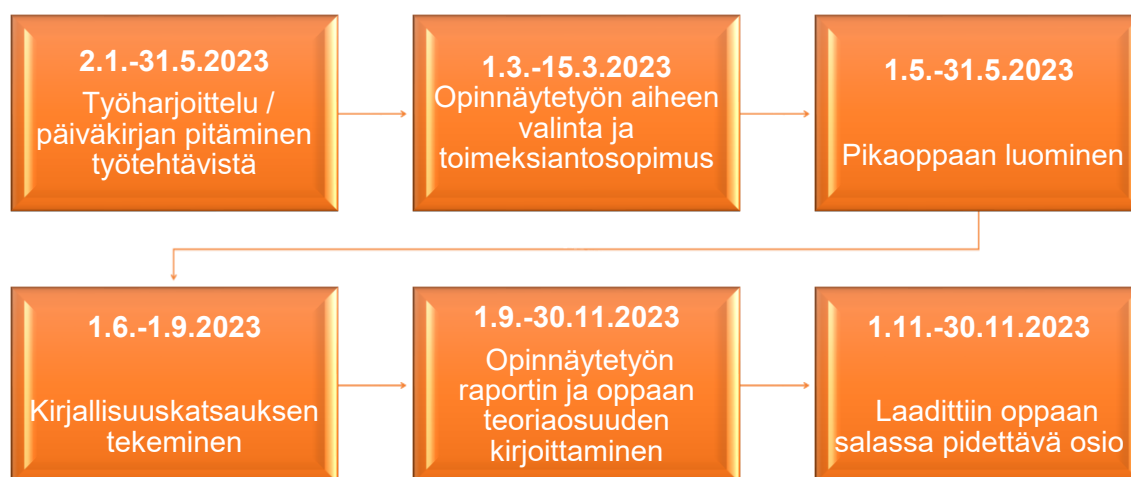 2.1.-31.5.2023
Työharjoittelu /
päiväkirjan pitäminen
työtehtävistä
1.3.-15.3.2023
Opinnäytetyön aiheen
valinta ja
toimeksiantosopimus
1.5.-31.5.2023
Pikaoppaan luominen
1.6.-1.9.2023
Kirjallisuuskatsauksen
tekeminen
1.9.-30.11.2023
Opinnäytetyön
raportin ja oppaan
teoriaosuuden
kirjoittaminen
1.11.-30.11.2023
Laadittiin oppaan
salassa pidettävä osio